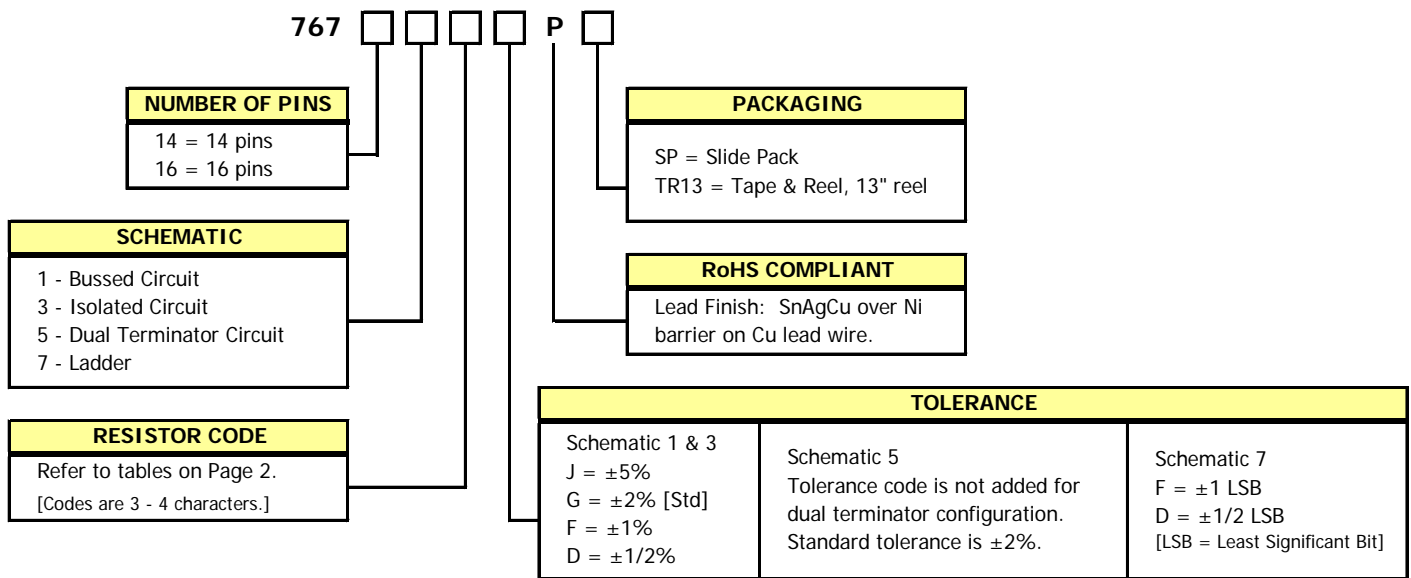 767 P
NUMBER OF PINS
14 = 14 pins
16 = 16 pins
PACKAGING
SP = Slide Pack
TR13 = Tape & Reel, 13" reel
SCHEMATIC
1 - Bussed Circuit
3 - Isolated Circuit
5 - Dual Terminator Circuit
7 - Ladder
RoHS COMPLIANT
Lead Finish: SnAgCu over Ni
barrier on Cu lead wire.
RESISTOR CODE
Refer to tables on Page 2.
[Codes are 3 - 4 characters.]
TOLERANCE
Schematic 1 & 3
J = ±5%
G = ±2% [Std]
F = ±1%
D = ±1/2%
Schematic 5
Tolerance code is not added for
dual terminator configuration.
Standard tolerance is ±2%.
Schematic 7
F = ±1 LSB
D = ±1/2 LSB
[LSB = Least Significant Bit]